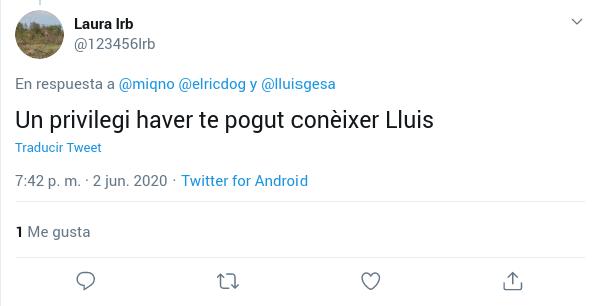 Laura Irb
@123456Irb
En respuesta a @miqno @elricdog y @lluisgesa
Un privilegi haver te pogut conèixer Lluis
Traducir Tweet
7:42 p. m. · 2 jun. 2020 · Twitter for Android
1 Me gusta